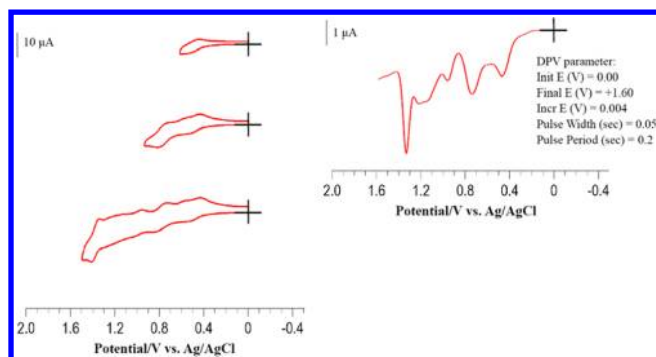 10 μA
2.0 1.6 1.2 0.8 0.4 0 -0.4
Potential/V vs. Ag/AgCl
1 μA
DPV parameter:
Init E (V) = 0.00
Final E (V) = +1.60
Incr E (V) = 0.004
Pulse Width (sec) = 0.05
Pulse Period (sec) = 0.2
2.0 1.6 1.2 0.8 0.4 0 -0.4
Potential/V vs. Ag/AgCl